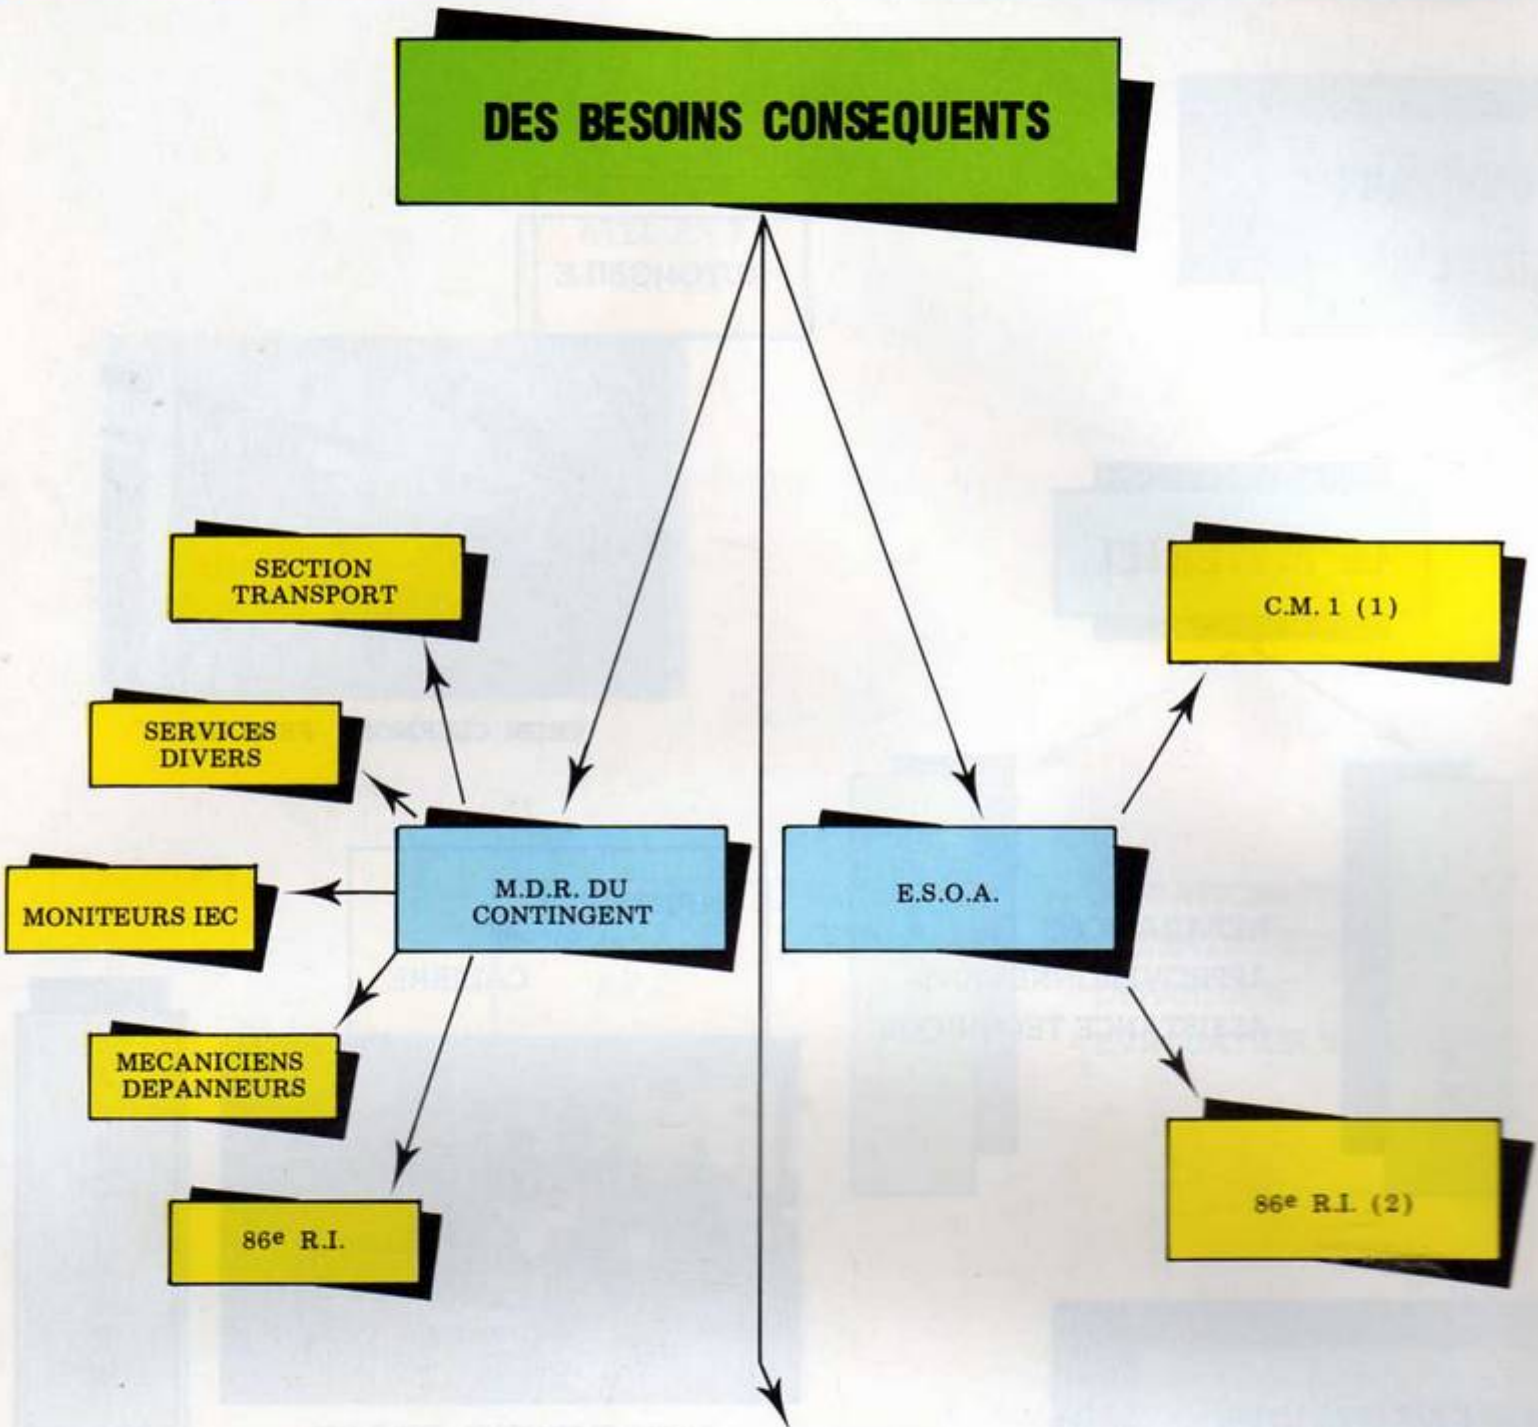 DES BESOINS CONSEQUENTS
SECTION
TRANSPORT
SERVICES
DIVERS
MONITEURS IEC
MECANICIENS
DEPANNEURS
86e R.I.
M.D.R. DU
CONTINGENT
E.S.O.A.
C.M. 1 (1)
86e R.I. (2)